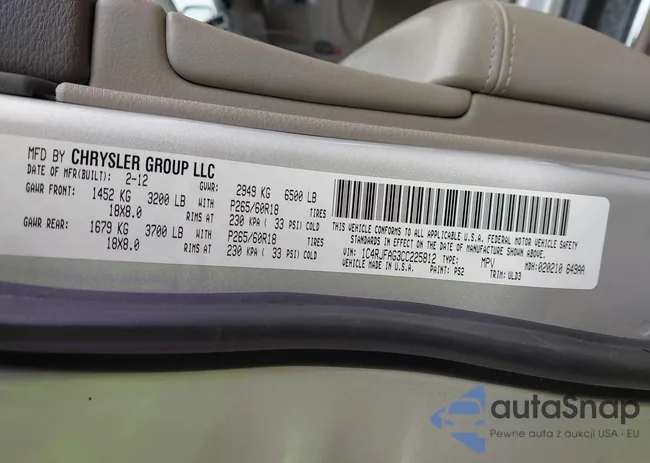 MFD BY CHRYSLER GROUP LLC
DATE OF MFR(BUILT): 2-12 GVWR: 2949 KG 6500 LB
GAWR FRONT: 1452 KG 3200 LB WITH P265/60R18 TIRES
18X8.0 RIMS AT 230 KPA ( 33 PSI) COLD
GAWR REAR: 1679 KG 3700 LB WITH P265/60R18 TIRES
18X8.0 RIMS AT 230 KPA ( 33 PSI) COLD
THIS VEHICLE CONFORMS TO ALL APPLICABLE U.S.A. FEDERAL MOTOR VEHICLE SAFETY
STANDARDS IN EFFECT ON THE DATE OF MANUFACTURE SHOWN ABOVE.
VIN: 1C4RJFAG3CC225812 TYPE: MPV MDH: 020210 649AA
VEHICLE MADE IN U.S.A. PAINT: PS2 TRIM: ULD3
autaSnap
Pewne auta z aukcji USA i EU